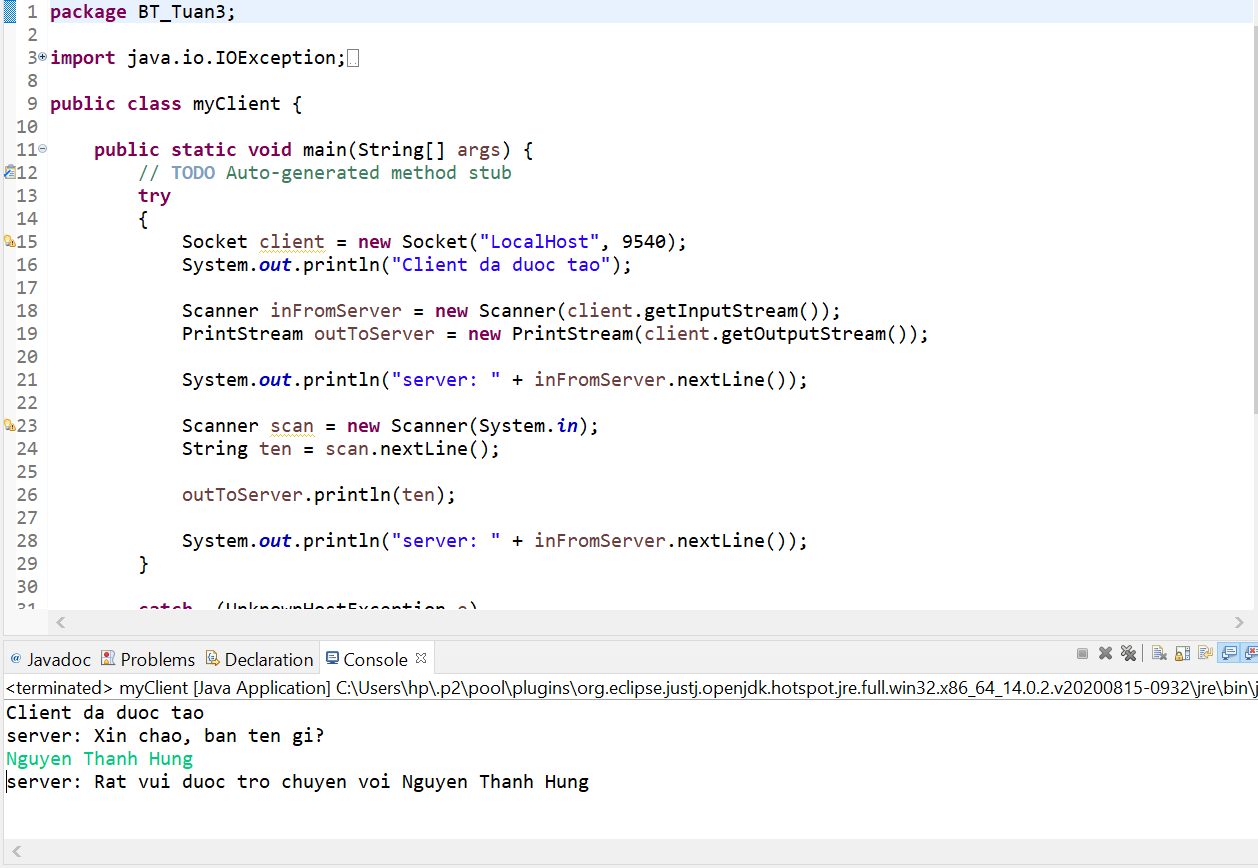 1 package BT_Tuan3;
2
3 import java.io.IOException;
8
9 public class myClient {
10
11 public static void main(String[] args) {
12 // TODO Auto-generated method stub
13 try
14 {
15 Socket client = new Socket("LocalHost", 9540);
16 System.out.println("Client da duoc tao");
17
18 Scanner inFromServer = new Scanner(client.getInputStream());
19 PrintStream outToServer = new PrintStream(client.getOutputStream());
20
21 System.out.println("server: " + inFromServer.nextLine());
22
23 Scanner scan = new Scanner(System.in);
24 String ten = scan.nextLine();
25
26 outToServer.println(ten);
27
28 System.out.println("server: " + inFromServer.nextLine());
29 }
30
31 catch (UnknownHostException e)
@ Javadoc Problems Declaration Console
<terminated> myClient [Java Application] C:\Users\hp\.p2\pool\plugins\org.eclipse.justj.openjdk.hotspot.jre.full.win32.x86_64_14.0.2.v20200815-0932\jre\bin\j
Client da duoc tao
server: Xin chao, ban ten gi?
Nguyen Thanh Hung
server: Rat vui duoc tro chuyen voi Nguyen Thanh Hung